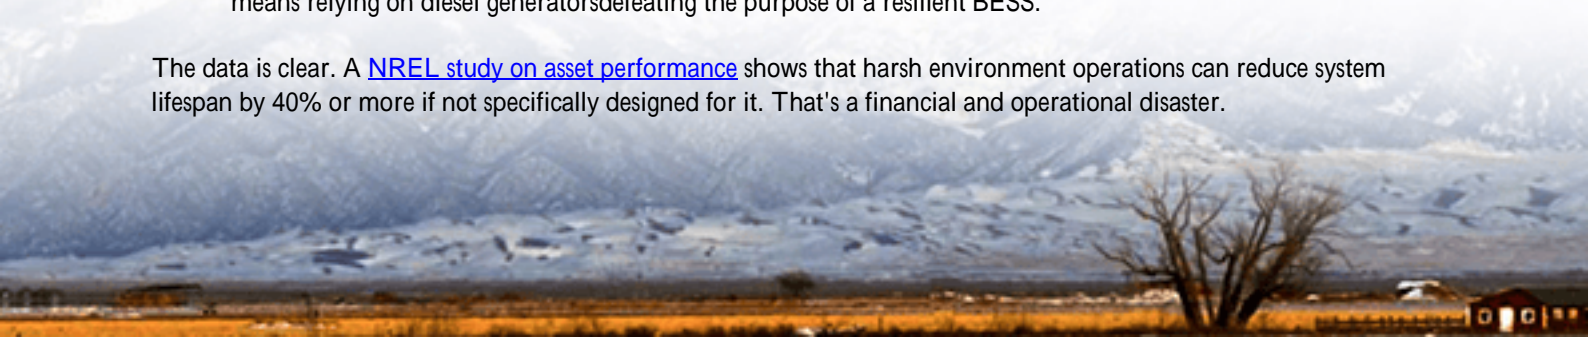 means relying on diesel generatorsdefeating the purpose of a resilient BESS.
The data is clear. A NREL study on asset performance shows that harsh environment operations can reduce system
lifespan by 40% or more if not specifically designed for it. That's a financial and operational disaster.